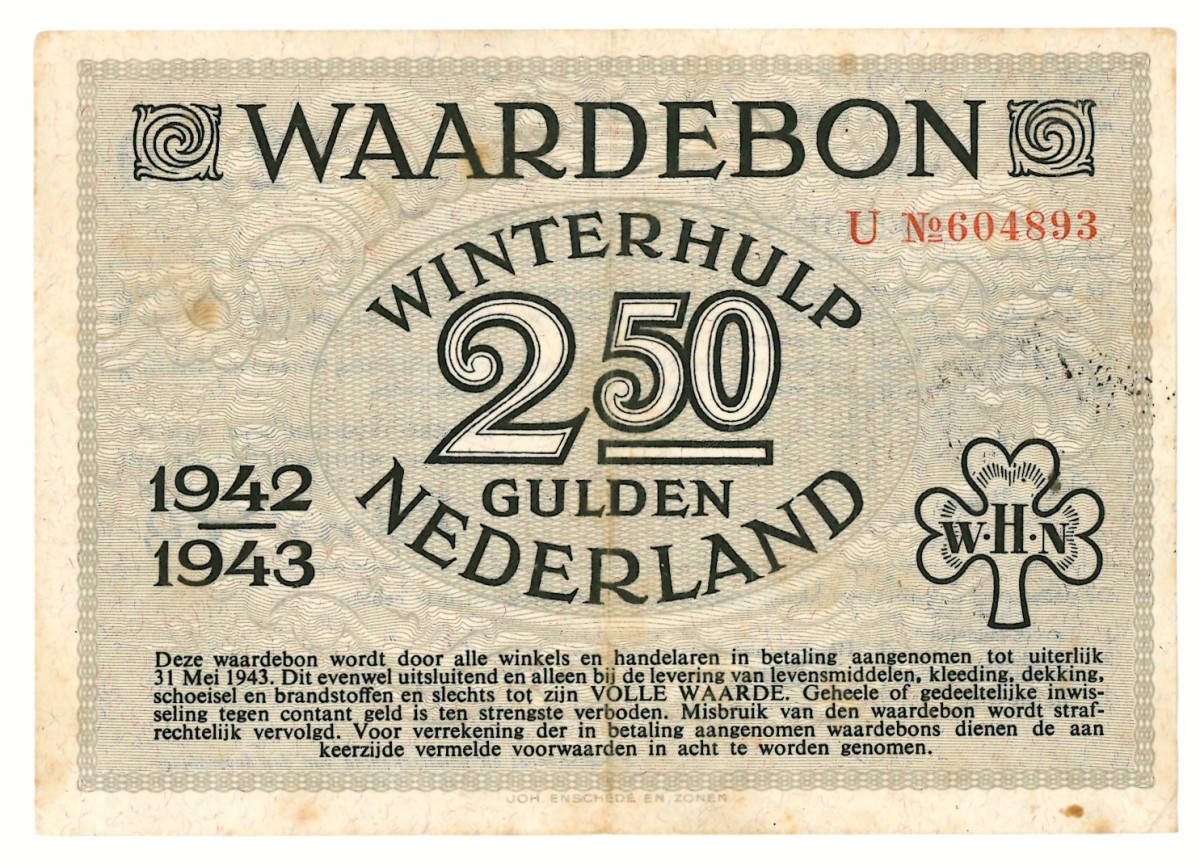 WAARDEBON
U №604893
WINTERHULP
2 50
GULDEN
NEDERLAND
1942
1943
W·H·N
Deze waardebon wordt door alle winkels en handelaren in betaling aangenomen tot uiterlijk
31 Mei 1943. Dit evenwel uitsluitend en alleen bij de levering van levensmiddelen, kleeding, dekking,
schoeisel en brandstoffen en slechts tot zijn VOLLE WAARDE. Geheele of gedeeltelijke inwis-
seling tegen contant geld is ten strengste verboden. Misbruik van den waardebon wordt straf-
rechtelijk vervolgd. Voor verrekening der in betaling aangenomen waardebons dienen de aan
keerzijde vermelde voorwaarden in acht te worden genomen.
JOH. ENSCHEDÉ EN ZONEN